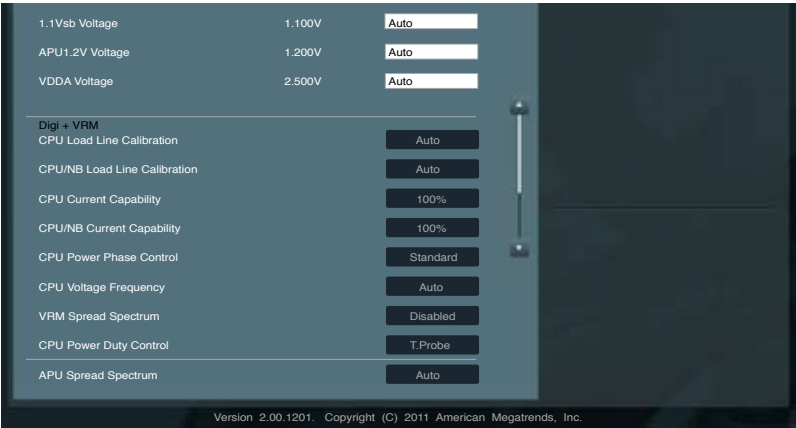 1.1Vsb Voltage 1.100V Auto
APU1.2V Voltage 1.200V Auto
VDDA Voltage 2.500V Auto
Digi + VRM
CPU Load Line Calibration Auto
CPU/NB Load Line Calibration Auto
CPU Current Capability 100%
CPU/NB Current Capability 100%
CPU Power Phase Control Standard
CPU Voltage Frequency Auto
VRM Spread Spectrum Disabled
CPU Power Duty Control T.Probe
APU Spread Spectrum Auto
Version 2.00.1201. Copyright (C) 2011 American Megatrends, Inc.